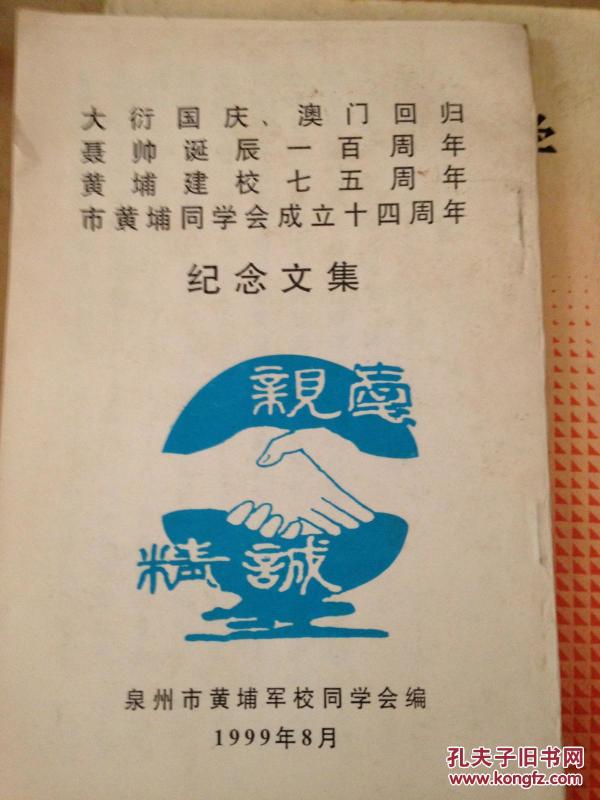 大衍国庆、澳门回归
聂帅诞辰一百周年
黄埔建校七五周年
市黄埔同学会成立十四周年
纪念文集
親愛
精誠
泉州市黄埔军校同学会编
1999年8月
孔夫子旧书网
www.kongfz.com